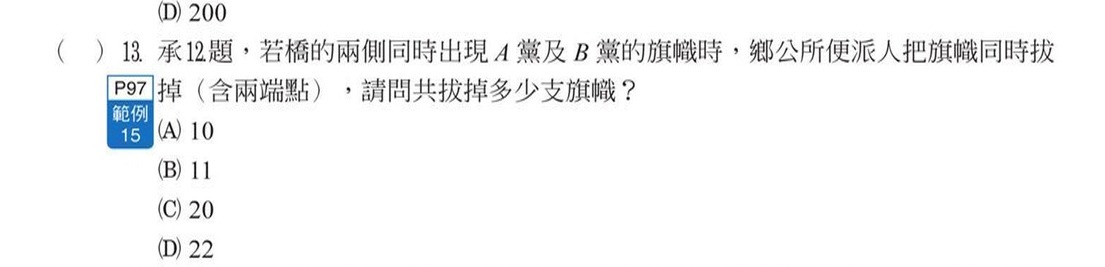 (D) 200
(　) 13. 承12題，若橋的兩側同時出現 A 黨及 B 黨的旗幟時，鄉公所便派人把旗幟同時拔
P97 掉（含兩端點），請問共拔掉多少支旗幟？
範例
15 (A) 10
(B) 11
(C) 20
(D) 22